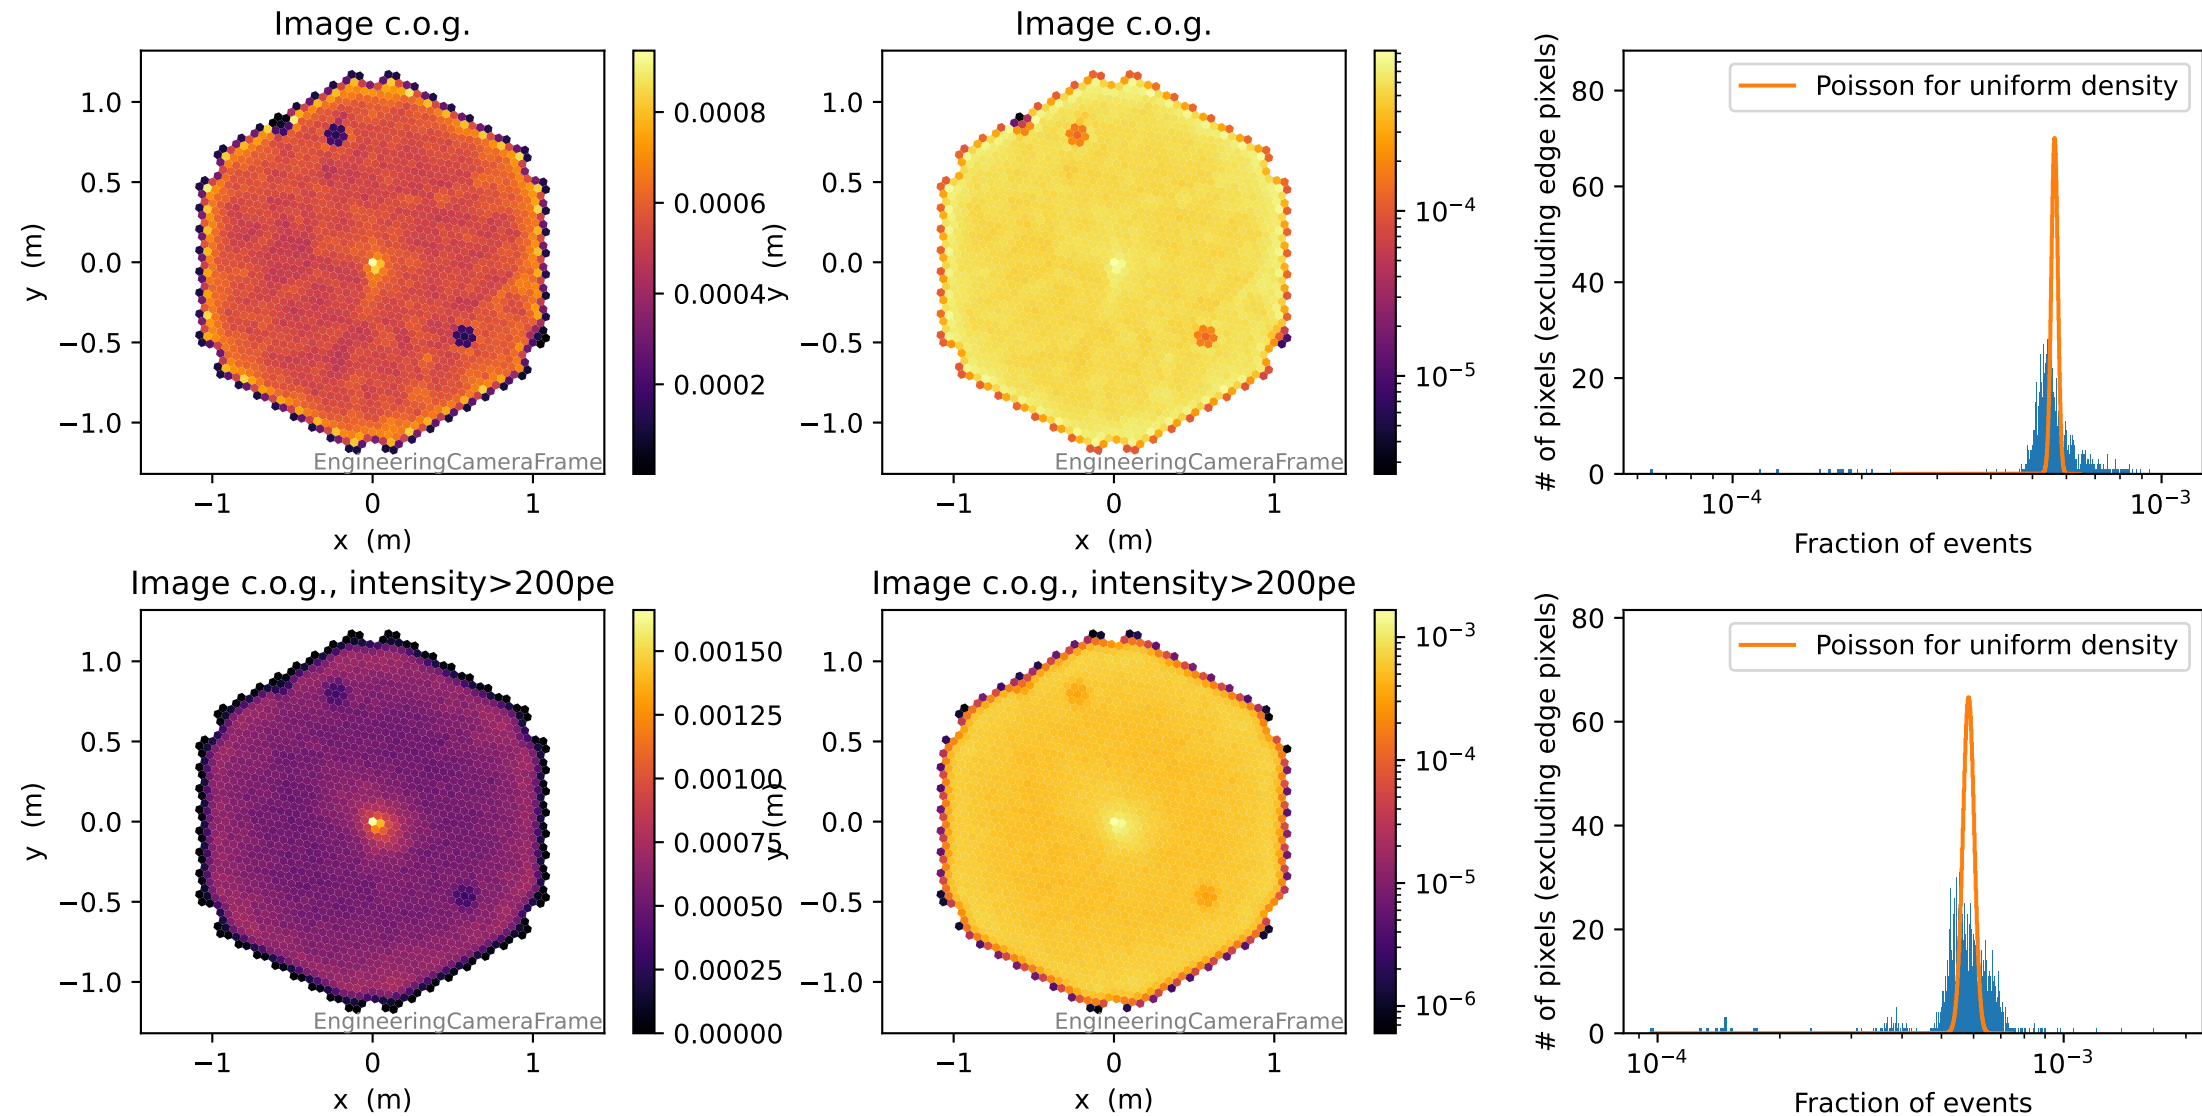 Image c.o.g.
1.0
0.5
0.0
−0.5
−1.0
−1
0
1
y (m)
x (m)
EngineeringCameraFrame
0.0008
0.0006
0.0004
0.0002
Image c.o.g.
1.0
0.5
0.0
−0.5
−1.0
−1
0
1
y (m)
x (m)
EngineeringCameraFrame
10⁻⁴
10⁻⁵
80
60
40
20
0
10⁻⁴
10⁻³
# of pixels (excluding edge pixels)
Fraction of events
Poisson for uniform density
Image c.o.g., intensity>200pe
1.0
0.5
0.0
−0.5
−1.0
−1
0
1
y (m)
x (m)
EngineeringCameraFrame
0.00150
0.00125
0.00100
0.00075
0.00050
0.00025
0.00000
Image c.o.g., intensity>200pe
1.0
0.5
0.0
−0.5
−1.0
−1
0
1
y (m)
x (m)
EngineeringCameraFrame
10⁻³
10⁻⁴
10⁻⁵
10⁻⁶
80
60
40
20
0
10⁻⁴
10⁻³
# of pixels (excluding edge pixels)
Fraction of events
Poisson for uniform density